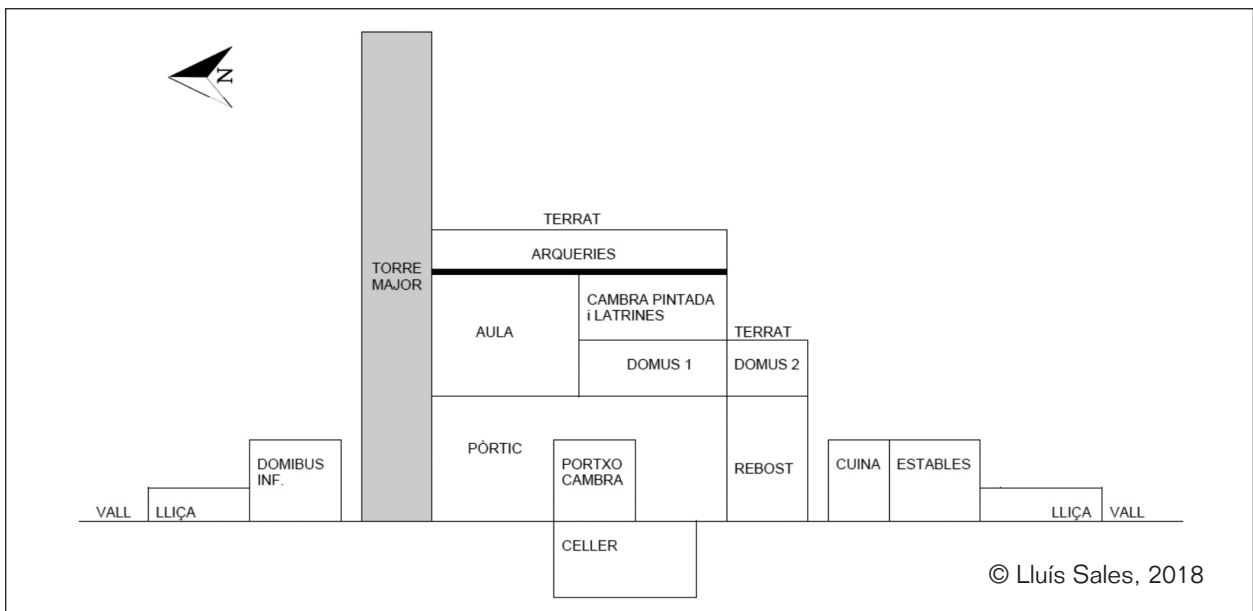 N
TERRAT
ARQUERIES
TORRE
MAJOR
CAMBRA PINTADA
i LATRINES
AULA
TERRAT
DOMUS 1
DOMUS 2
PÒRTIC
DOMIBUS
INF.
PORTXO
CAMBRA
REBOST
CUINA
ESTABLES
VALL
LLIÇA
LLIÇA
VALL
CELLER
© Lluís Sales, 2018